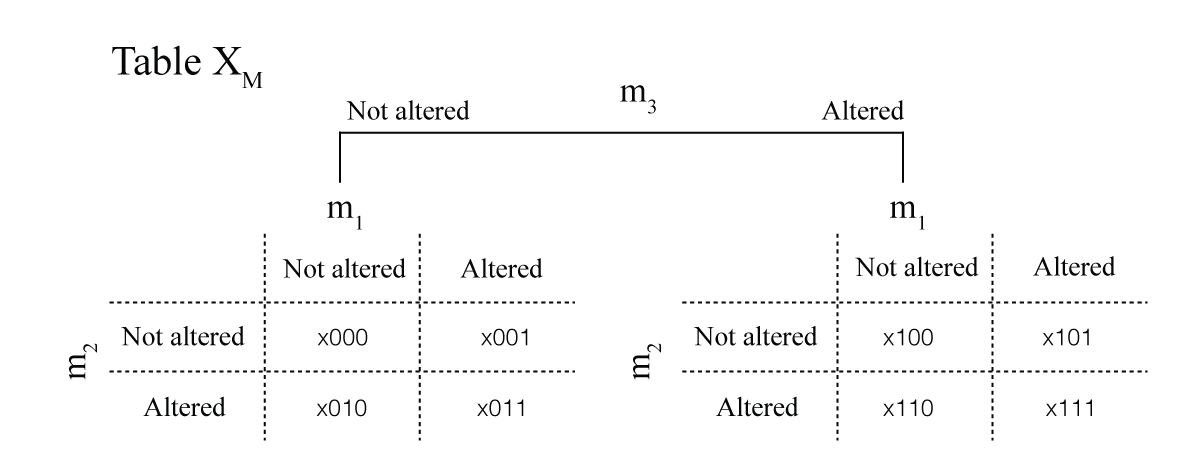 Table X_M
m_3
Not altered Altered
m_1 m_1
Not altered Altered Not altered Altered
m_2 Not altered x000 x001 m_2 Not altered x100 x101
Altered x010 x011 Altered x110 x111